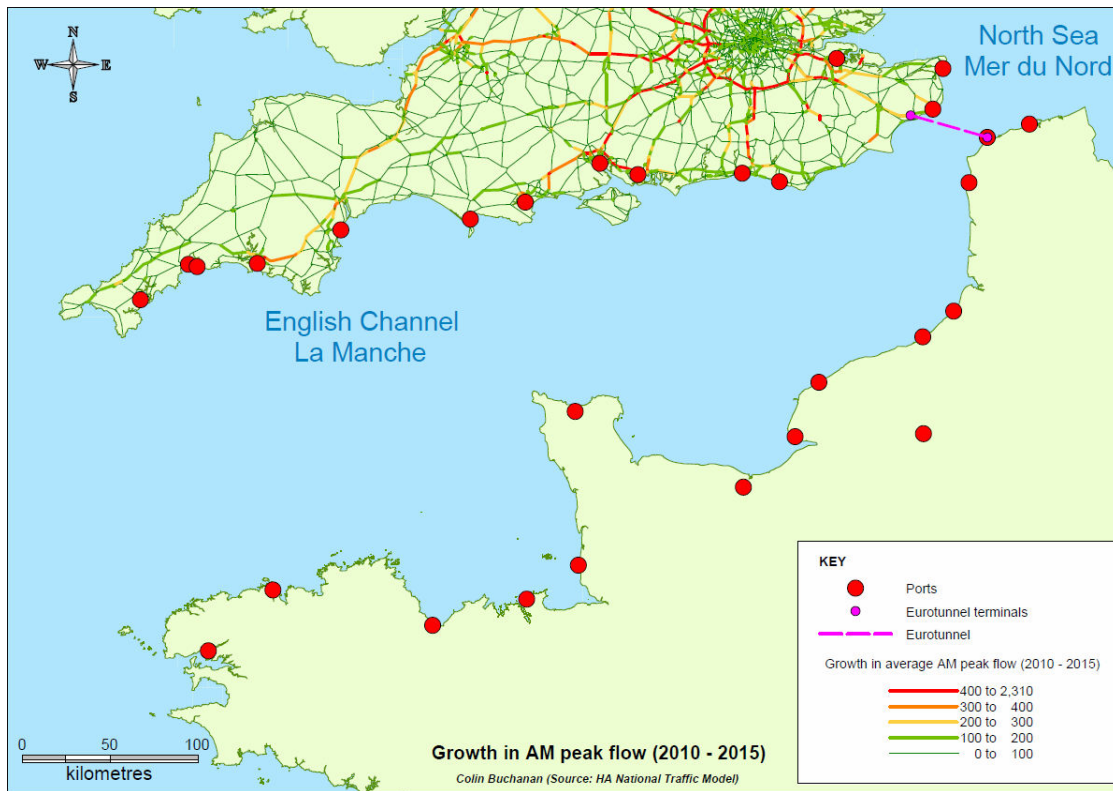 N
W E
S
North Sea
Mer du Nord
English Channel
La Manche
KEY
Ports
Eurotunnel terminals
Eurotunnel
Growth in average AM peak flow (2010 - 2015)
400 to 2,310
300 to 400
200 to 300
100 to 200
0 to 100
0 50 100
kilometres
Growth in AM peak flow (2010 - 2015)
Colin Buchanan (Source: HA National Traffic Model)